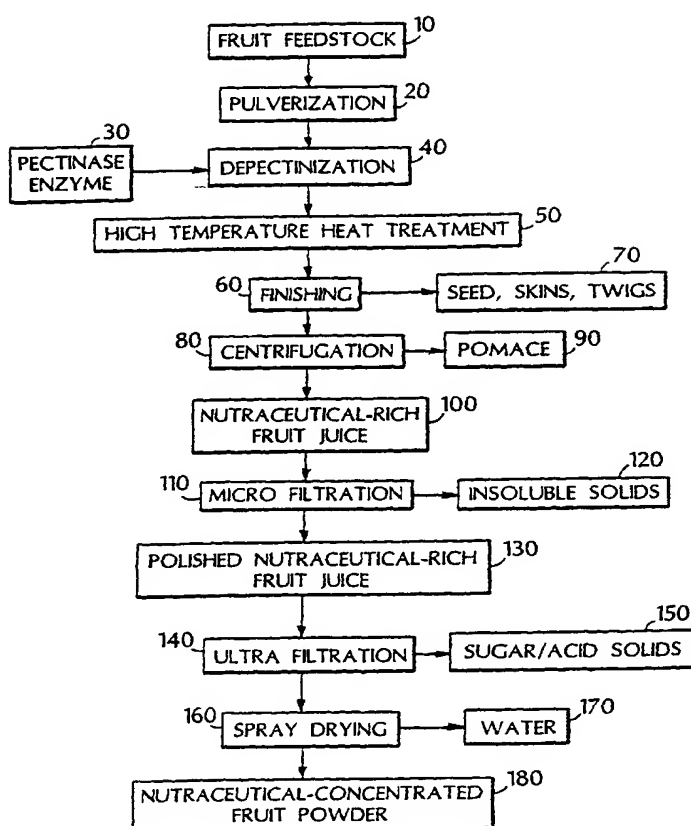 10
FRUIT FEEDSTOCK
20
PULVERIZATION
30
PECTINASE
ENZYME
40
DEPECTINIZATION
50
HIGH TEMPERATURE HEAT TREATMENT
60
FINISHING
70
SEED, SKINS, TWIGS
80
CENTRIFUGATION
90
POMACE
100
NUTRACEUTICAL-RICH
FRUIT JUICE
110
MICRO FILTRATION
120
INSOLUBLE SOLIDS
130
POLISHED NUTRACEUTICAL-RICH
FRUIT JUICE
140
ULTRA FILTRATION
150
SUGAR/ACID SOLIDS
160
SPRAY DRYING
170
WATER
180
NUTRACEUTICAL-CONCENTRATED
FRUIT POWDER